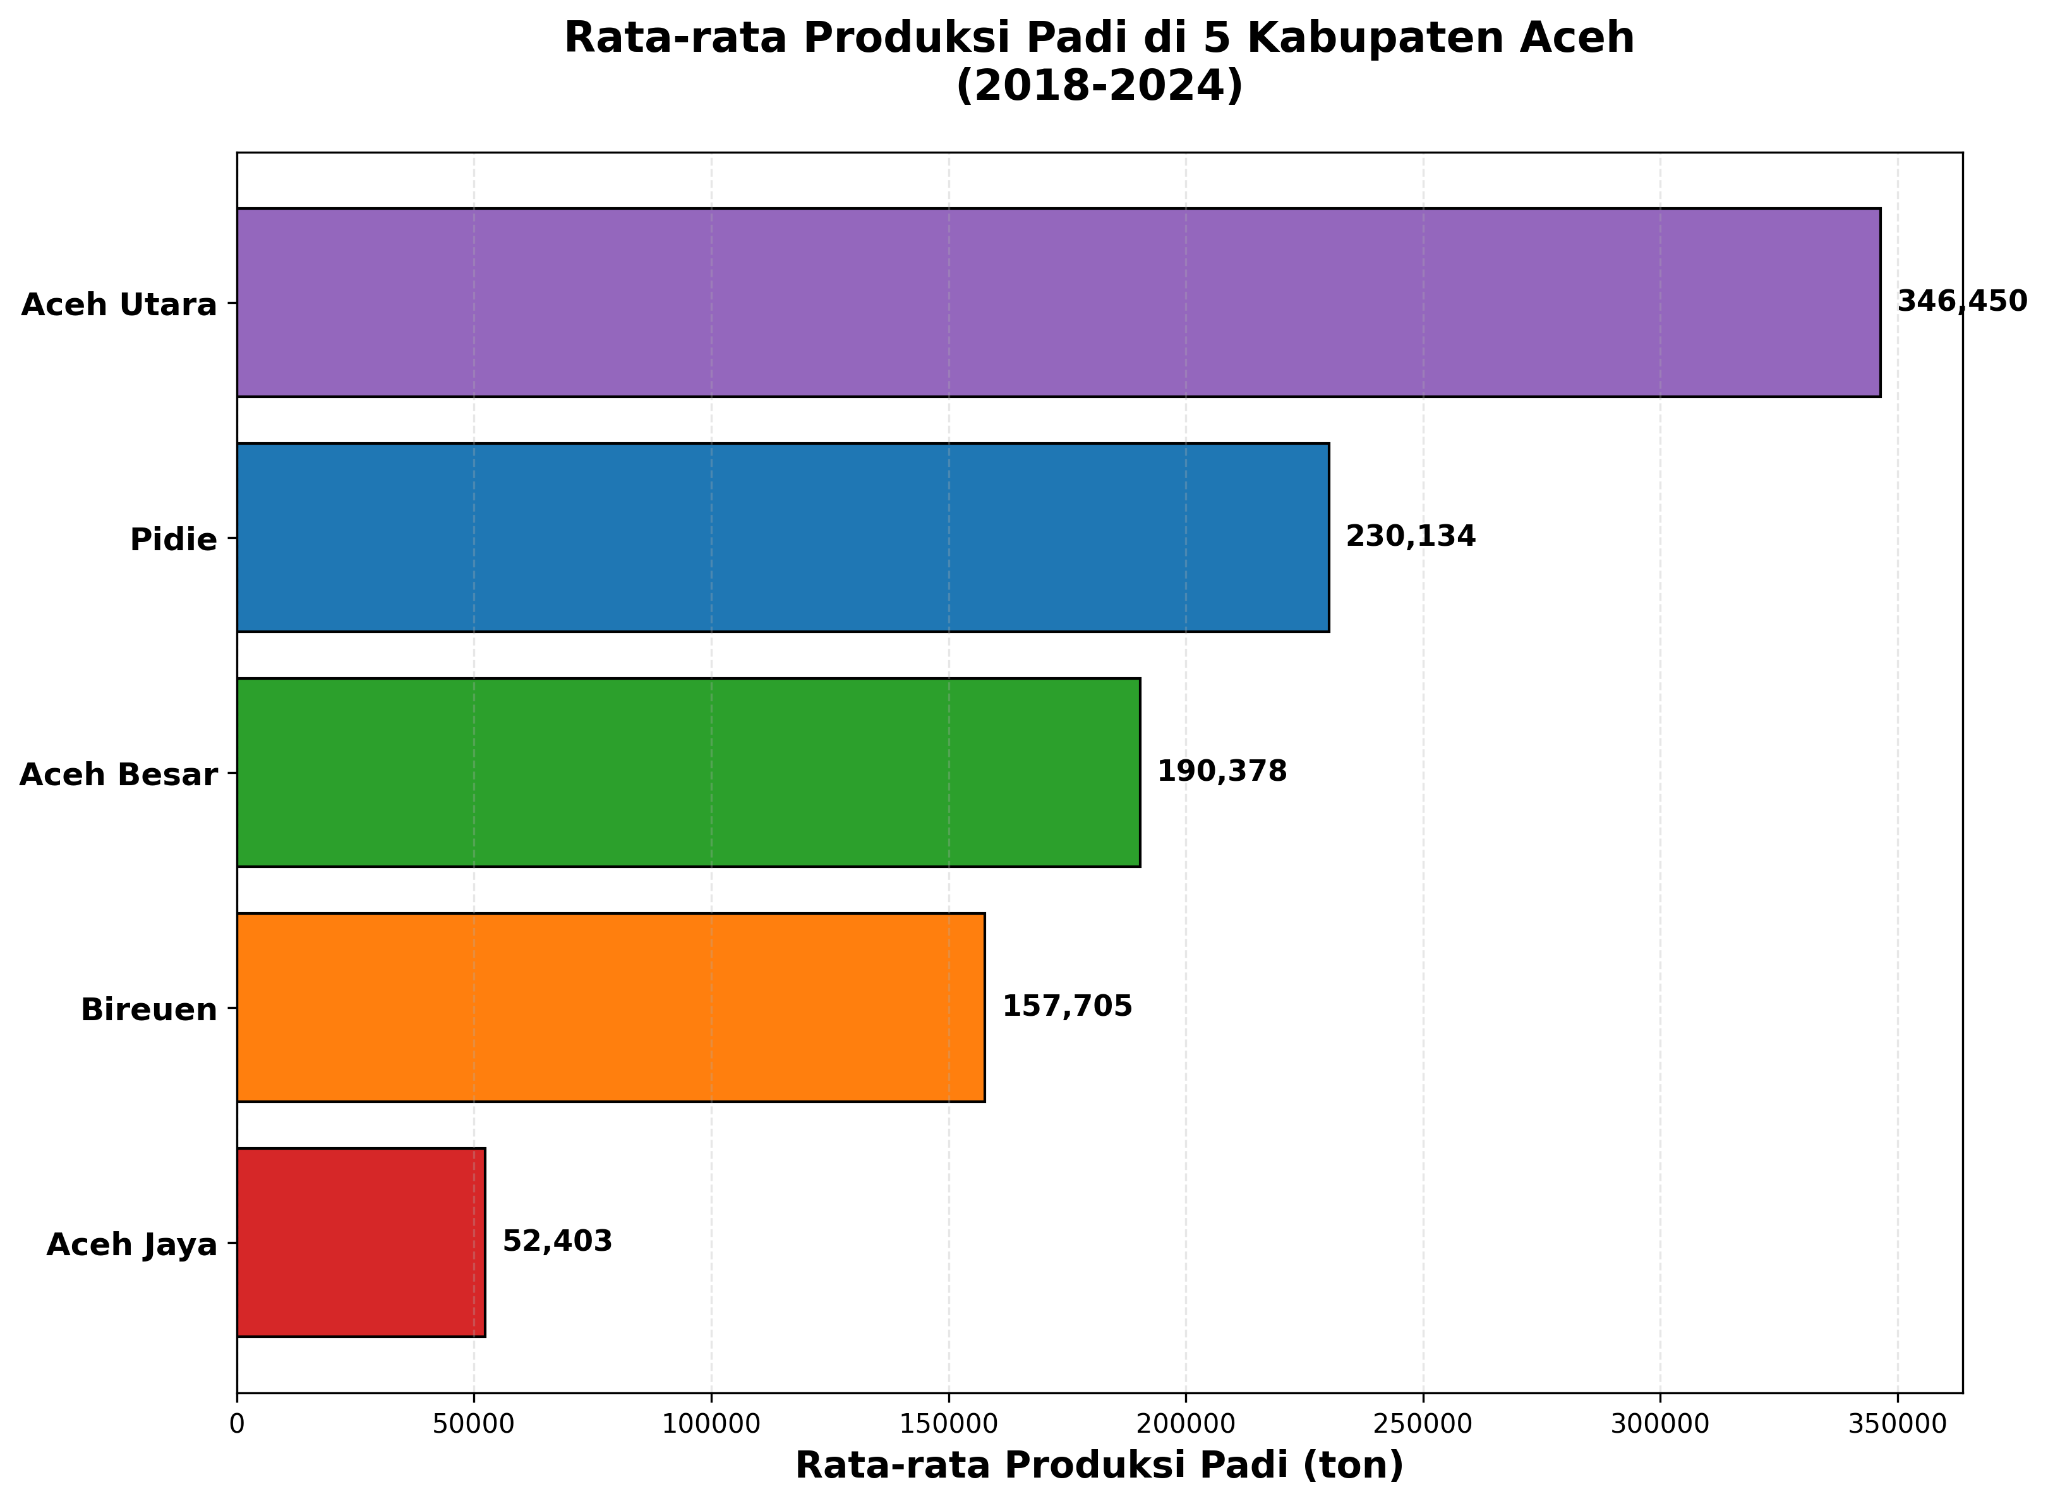 Rata-rata Produksi Padi di 5 Kabupaten Aceh
(2018-2024)
Aceh Utara
346,450
Pidie
230,134
Aceh Besar
190,378
Bireuen
157,705
Aceh Jaya
52,403
0 50000 100000 150000 200000 250000 300000 350000
Rata-rata Produksi Padi (ton)